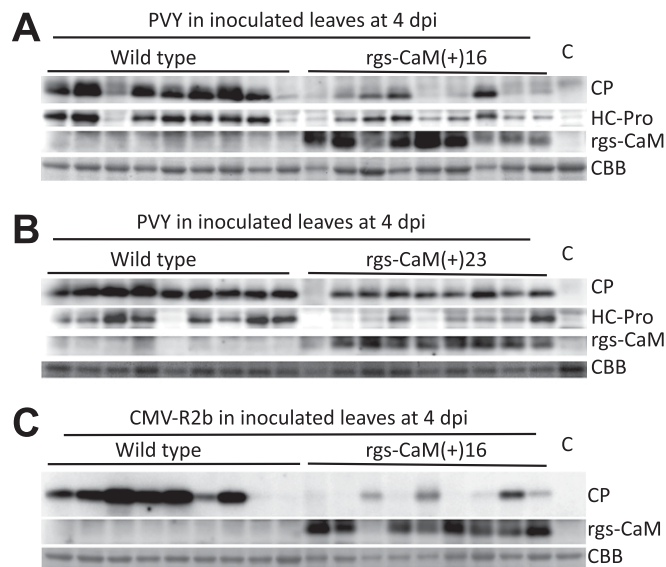 A
PVY in inoculated leaves at 4 dpi
Wild type rgs-CaM(+)16 C
CP
HC-Pro
rgs-CaM
CBB
B
PVY in inoculated leaves at 4 dpi
Wild type rgs-CaM(+)23 C
CP
HC-Pro
rgs-CaM
CBB
C
CMV-R2b in inoculated leaves at 4 dpi
Wild type rgs-CaM(+)16 C
CP
rgs-CaM
CBB